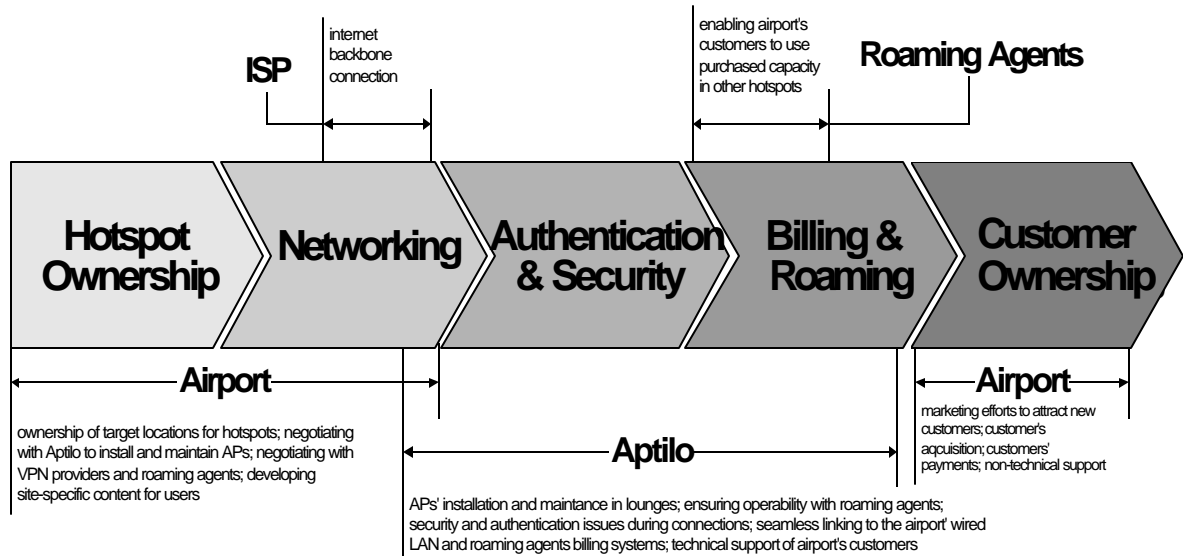 ISP
internet
backbone
connection
enabling airport's
customers to use
purchased capacity
in other hotspots
Roaming Agents
Hotspot
Ownership
Networking
Authentication
& Security
Billing &
Roaming
Customer
Ownership
Airport
ownership of target locations for hotspots; negotiating
with Aptilo to install and maintain APs; negotiating with
VPN providers and roaming agents; developing
site-specific content for users
Aptilo
APs' installation and maintance in lounges; ensuring operability with roaming agents;
security and authentication issues during connections; seamless linking to the airport' wired
LAN and roaming agents billing systems; technical support of airport's customers
Airport
marketing efforts to attract new
customers; customer's
aqcuisition; customers'
payments; non-technical support